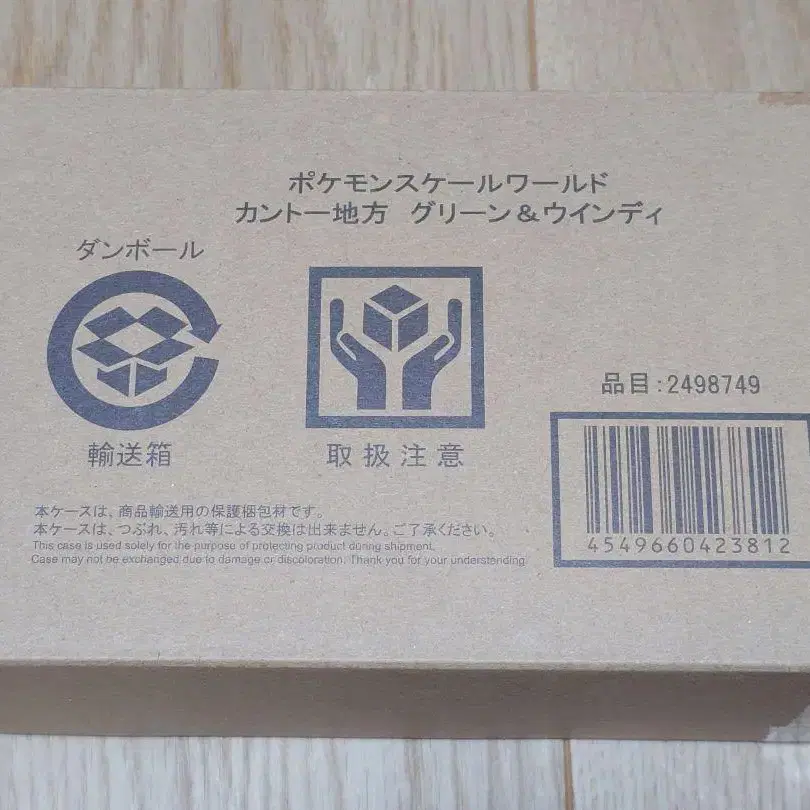 ポケモンスケールワールド
カントー地方 グリーン＆ウインディ
ダンボール
輸送箱
取扱注意
品目:2498749
4549660423812
本ケースは、商品輸送用の保護梱包材です。
本ケースは、つぶれ、汚れ等による交換は出来ません。ご了承ください。
This case is used solely for the purpose of protecting product during shipment.
Case may not be exchanged due to damage or discoloration. Thank you for your understanding.